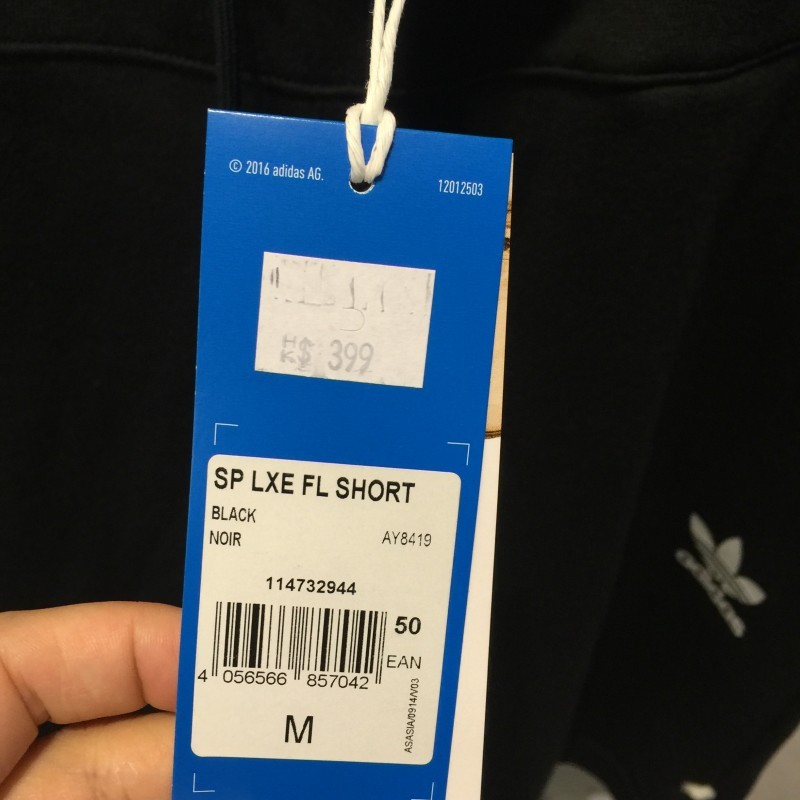 © 2016 adidas AG.
12012503
HK$ 399
SP LXE FL SHORT
BLACK
NOIR
AY8419
114732944
50
EAN
4 056566 857042
M
ASASIA/0914/V03
adidas